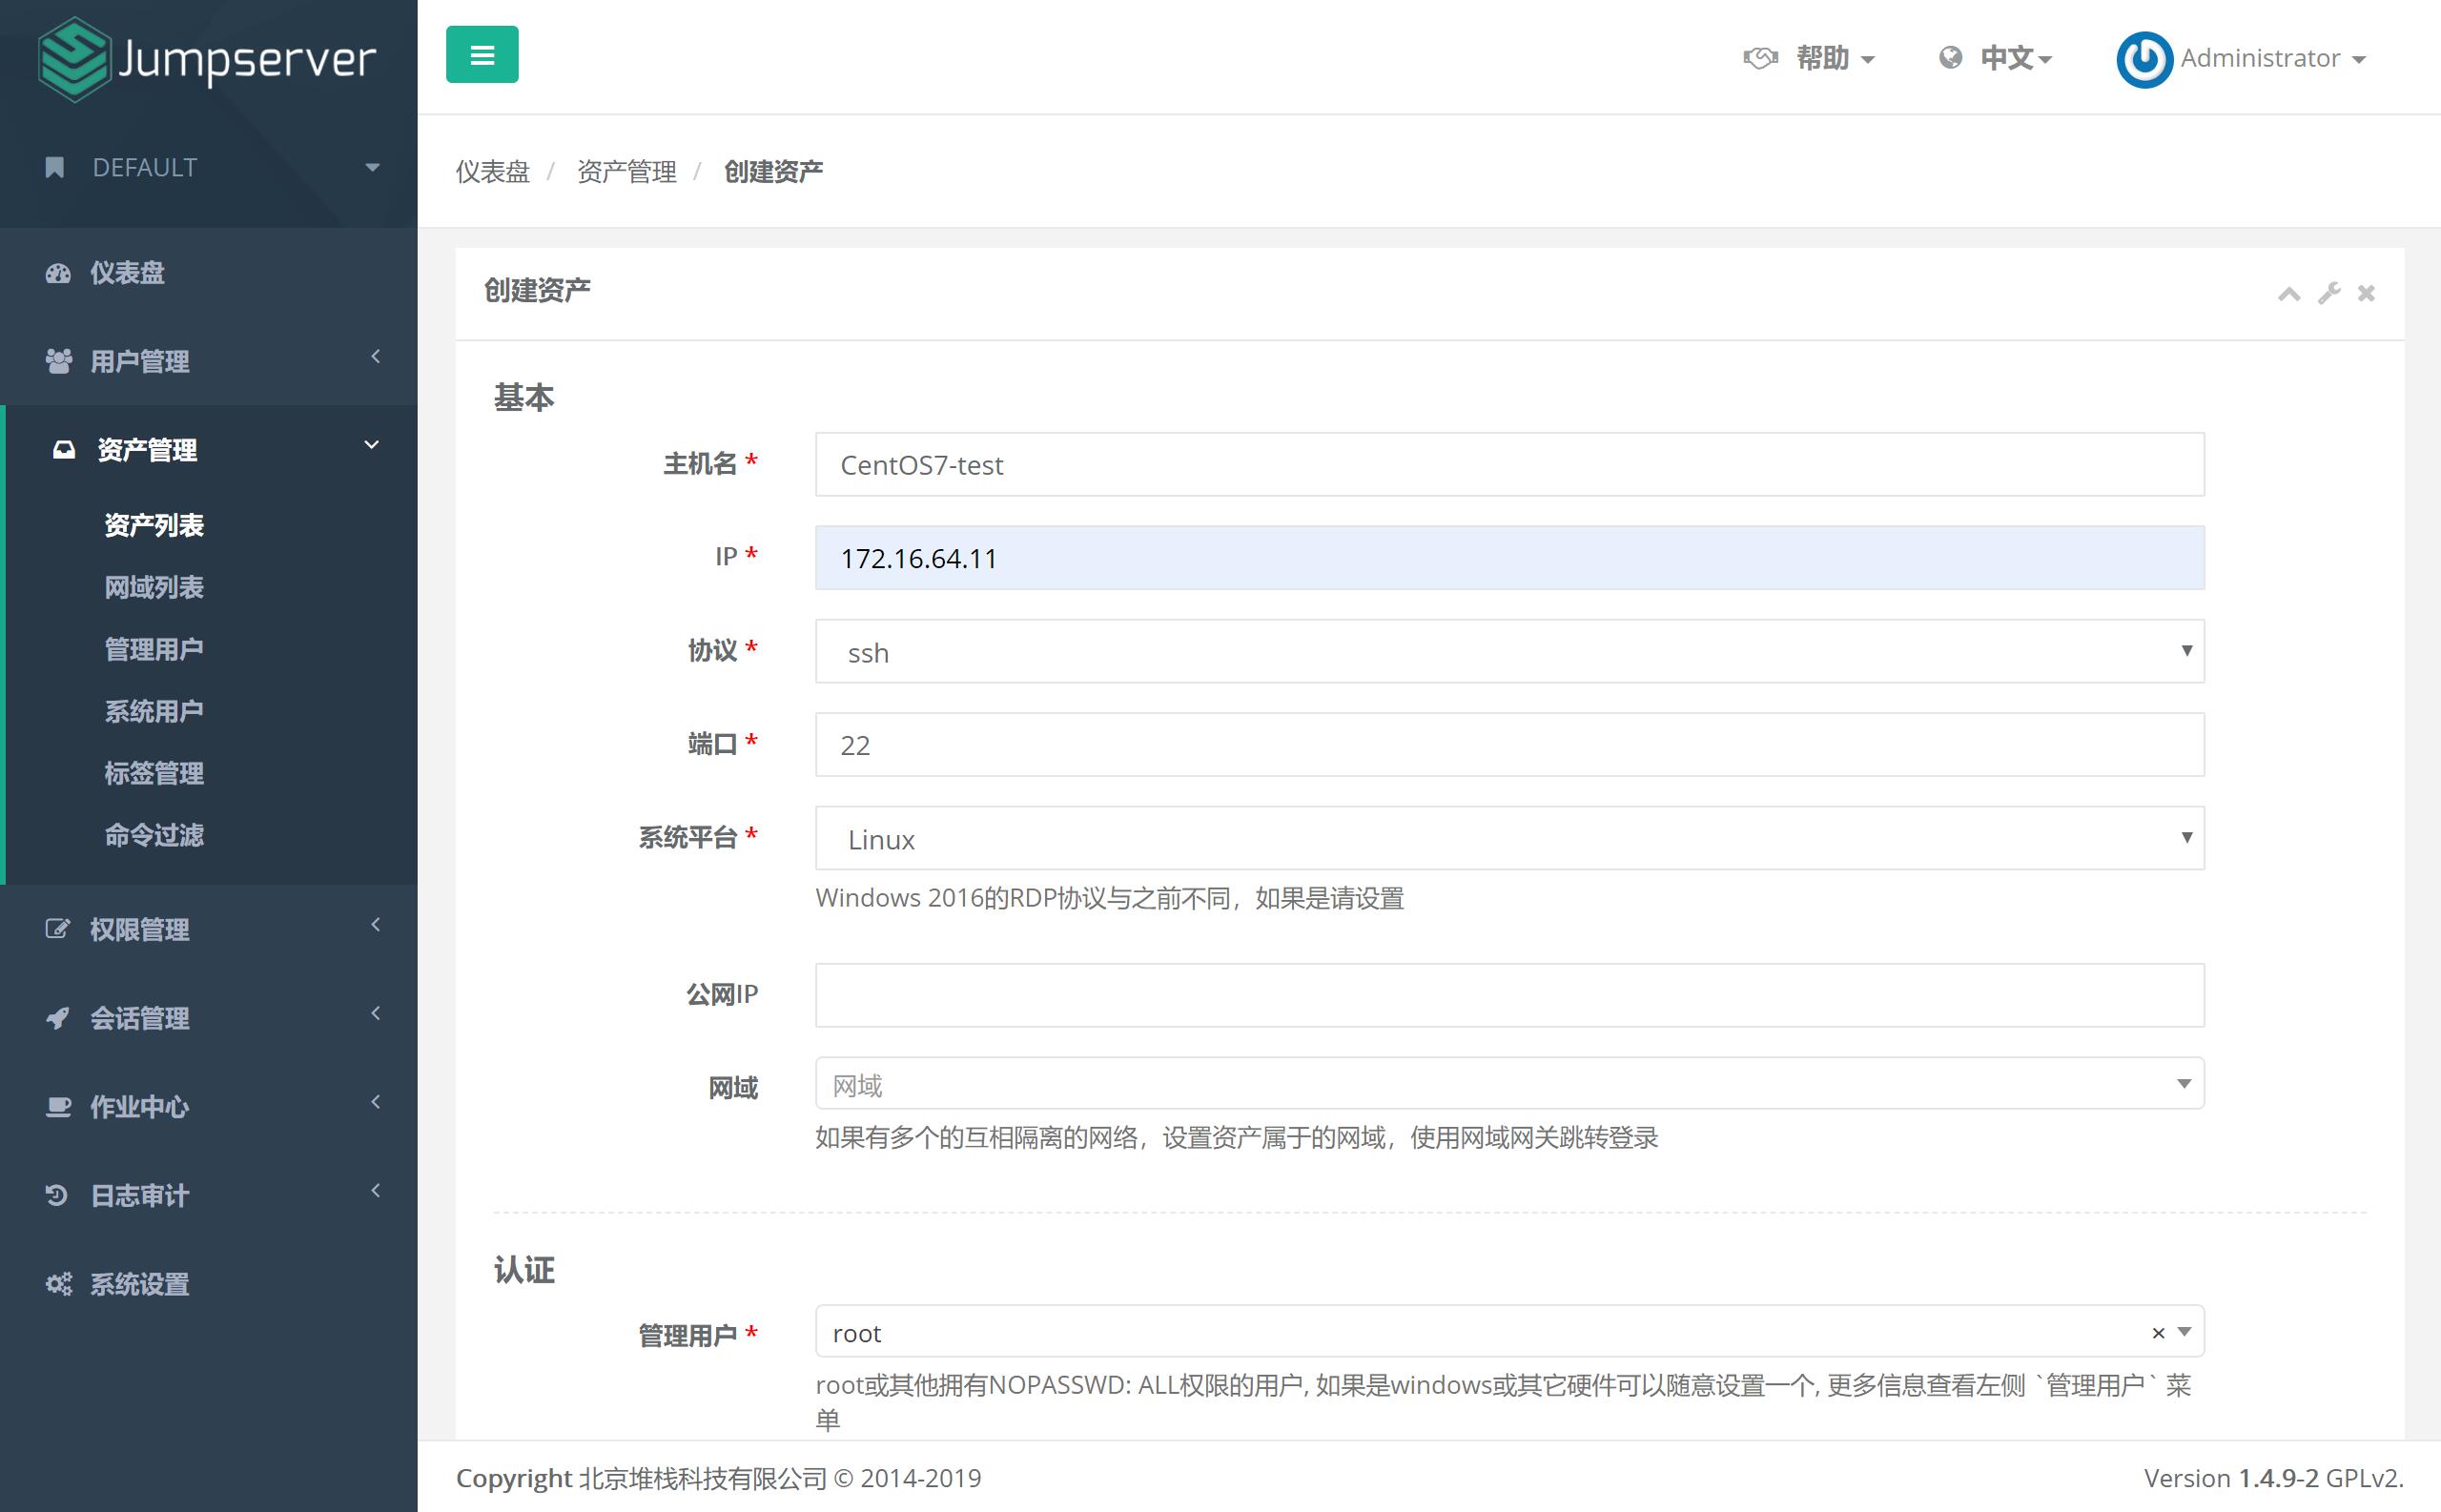 Jumpserver
DEFAULT
仪表盘
用户管理
资产管理
资产列表
网域列表
管理用户
系统用户
标签管理
命令过滤
权限管理
会话管理
作业中心
日志审计
系统设置
帮助
中文
Administrator
仪表盘 / 资产管理 / 创建资产
创建资产
基本
主机名 * CentOS7-test
IP * 172.16.64.11
协议 * ssh
端口 * 22
系统平台 * Linux
Windows 2016的RDP协议与之前不同，如果是请设置
公网IP
网域 网域
如果有多个的互相隔离的网络，设置资产属于的网域，使用网域网关跳转登录
认证
管理用户 * root ×
root或其他拥有NOPASSWD: ALL权限的用户, 如果是windows或其它硬件可以随意设置一个, 更多信息查看左侧 `管理用户` 菜
单
Copyright 北京堆栈科技有限公司 © 2014-2019
Version 1.4.9-2 GPLv2.